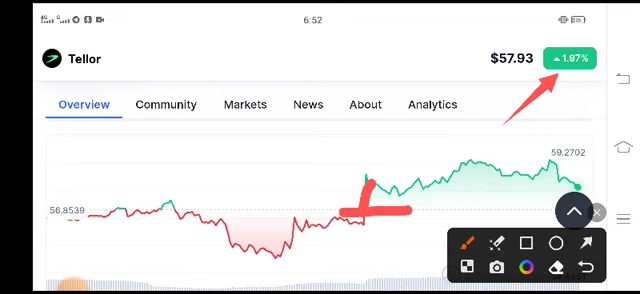 6:52
Tellor
$57.93
1.97%
Overview Community Markets News About Analytics
59.2702
56.8539